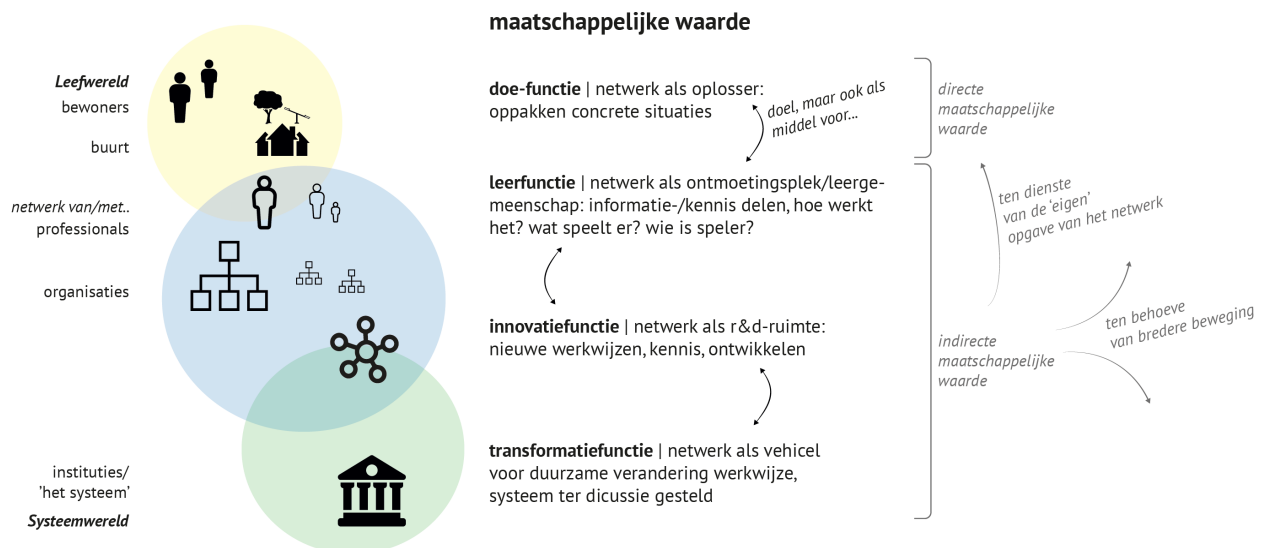 maatschappelijke waarde
Leefwereld
bewoners
buurt
netwerk van/met..
professionals
organisaties
instituties/
'het systeem'
Systeemwereld
doe-functie | netwerk als oplosser:
oppakken concrete situaties
doel, maar ook als
middel voor...
leerfunctie | netwerk als ontmoetingsplek/leerge-
meenschap: informatie-/kennis delen, hoe werkt
het? wat speelt er? wie is speler?
innovatiefunctie | netwerk als r&d-ruimte:
nieuwe werkwijzen, kennis, ontwikkelen
transformatiefunctie | netwerk als vehicel
voor duurzame verandering werkwijze,
systeem ter dicussie gesteld
directe
maatschappelijke
waarde
ten dienste
van de 'eigen'
opgave van het netwerk
indirecte
maatschappelijke
waarde
ten behoeve
van bredere beweging